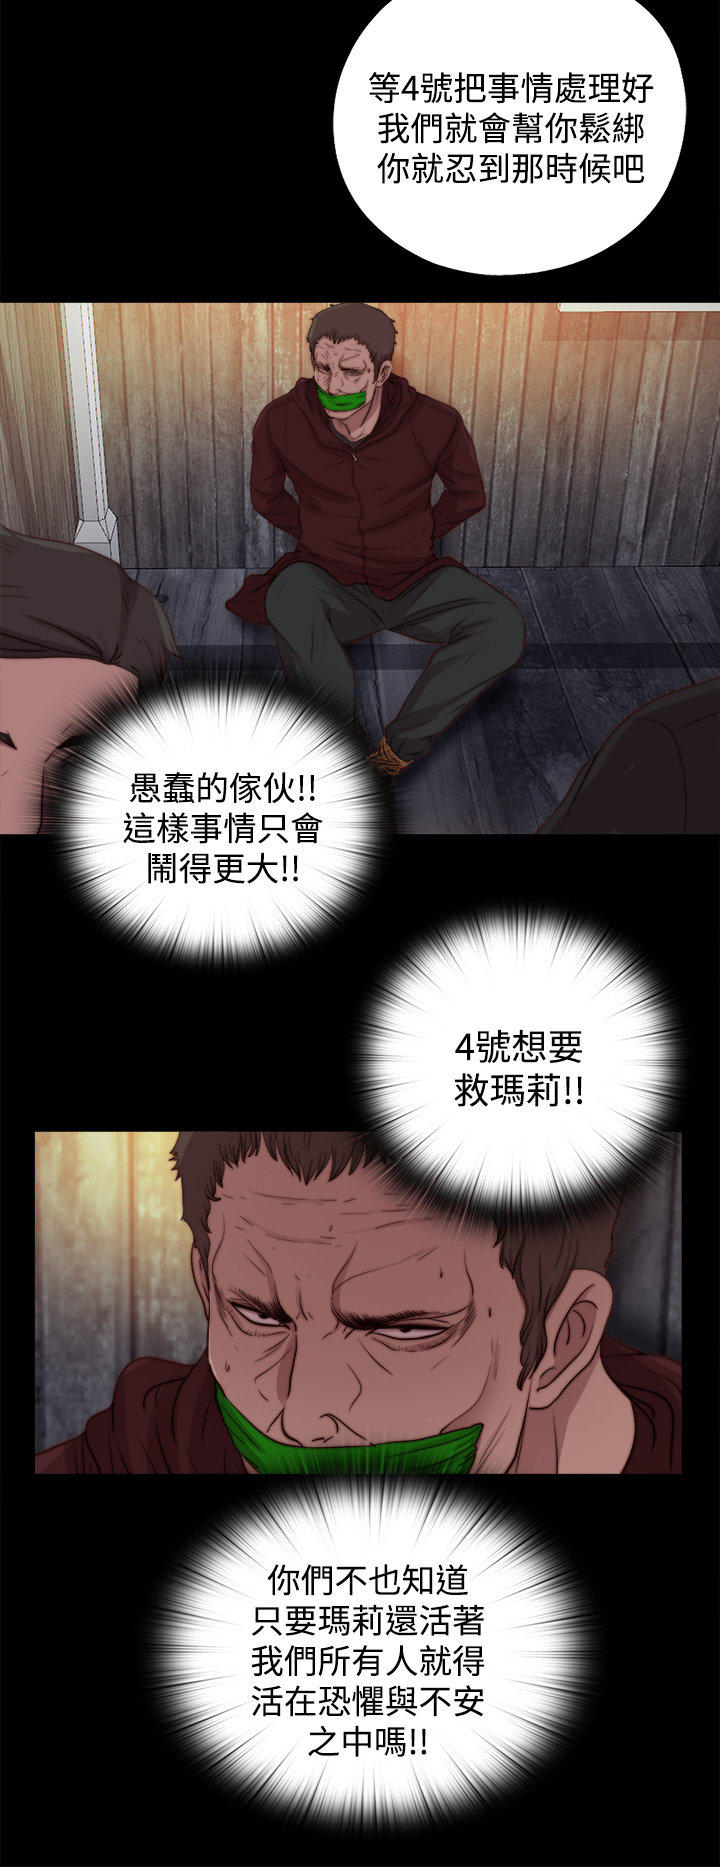 等4號把事情處理好
我們就會幫你鬆綁
你就忍到那時候吧
愚蠢的傢伙!!
這樣事情只會
鬧得更大!!
4號想要
救瑪莉!!
你們不也知道
只要瑪莉還活著
我們所有人就得
活在恐懼與不安
之中嗎!!